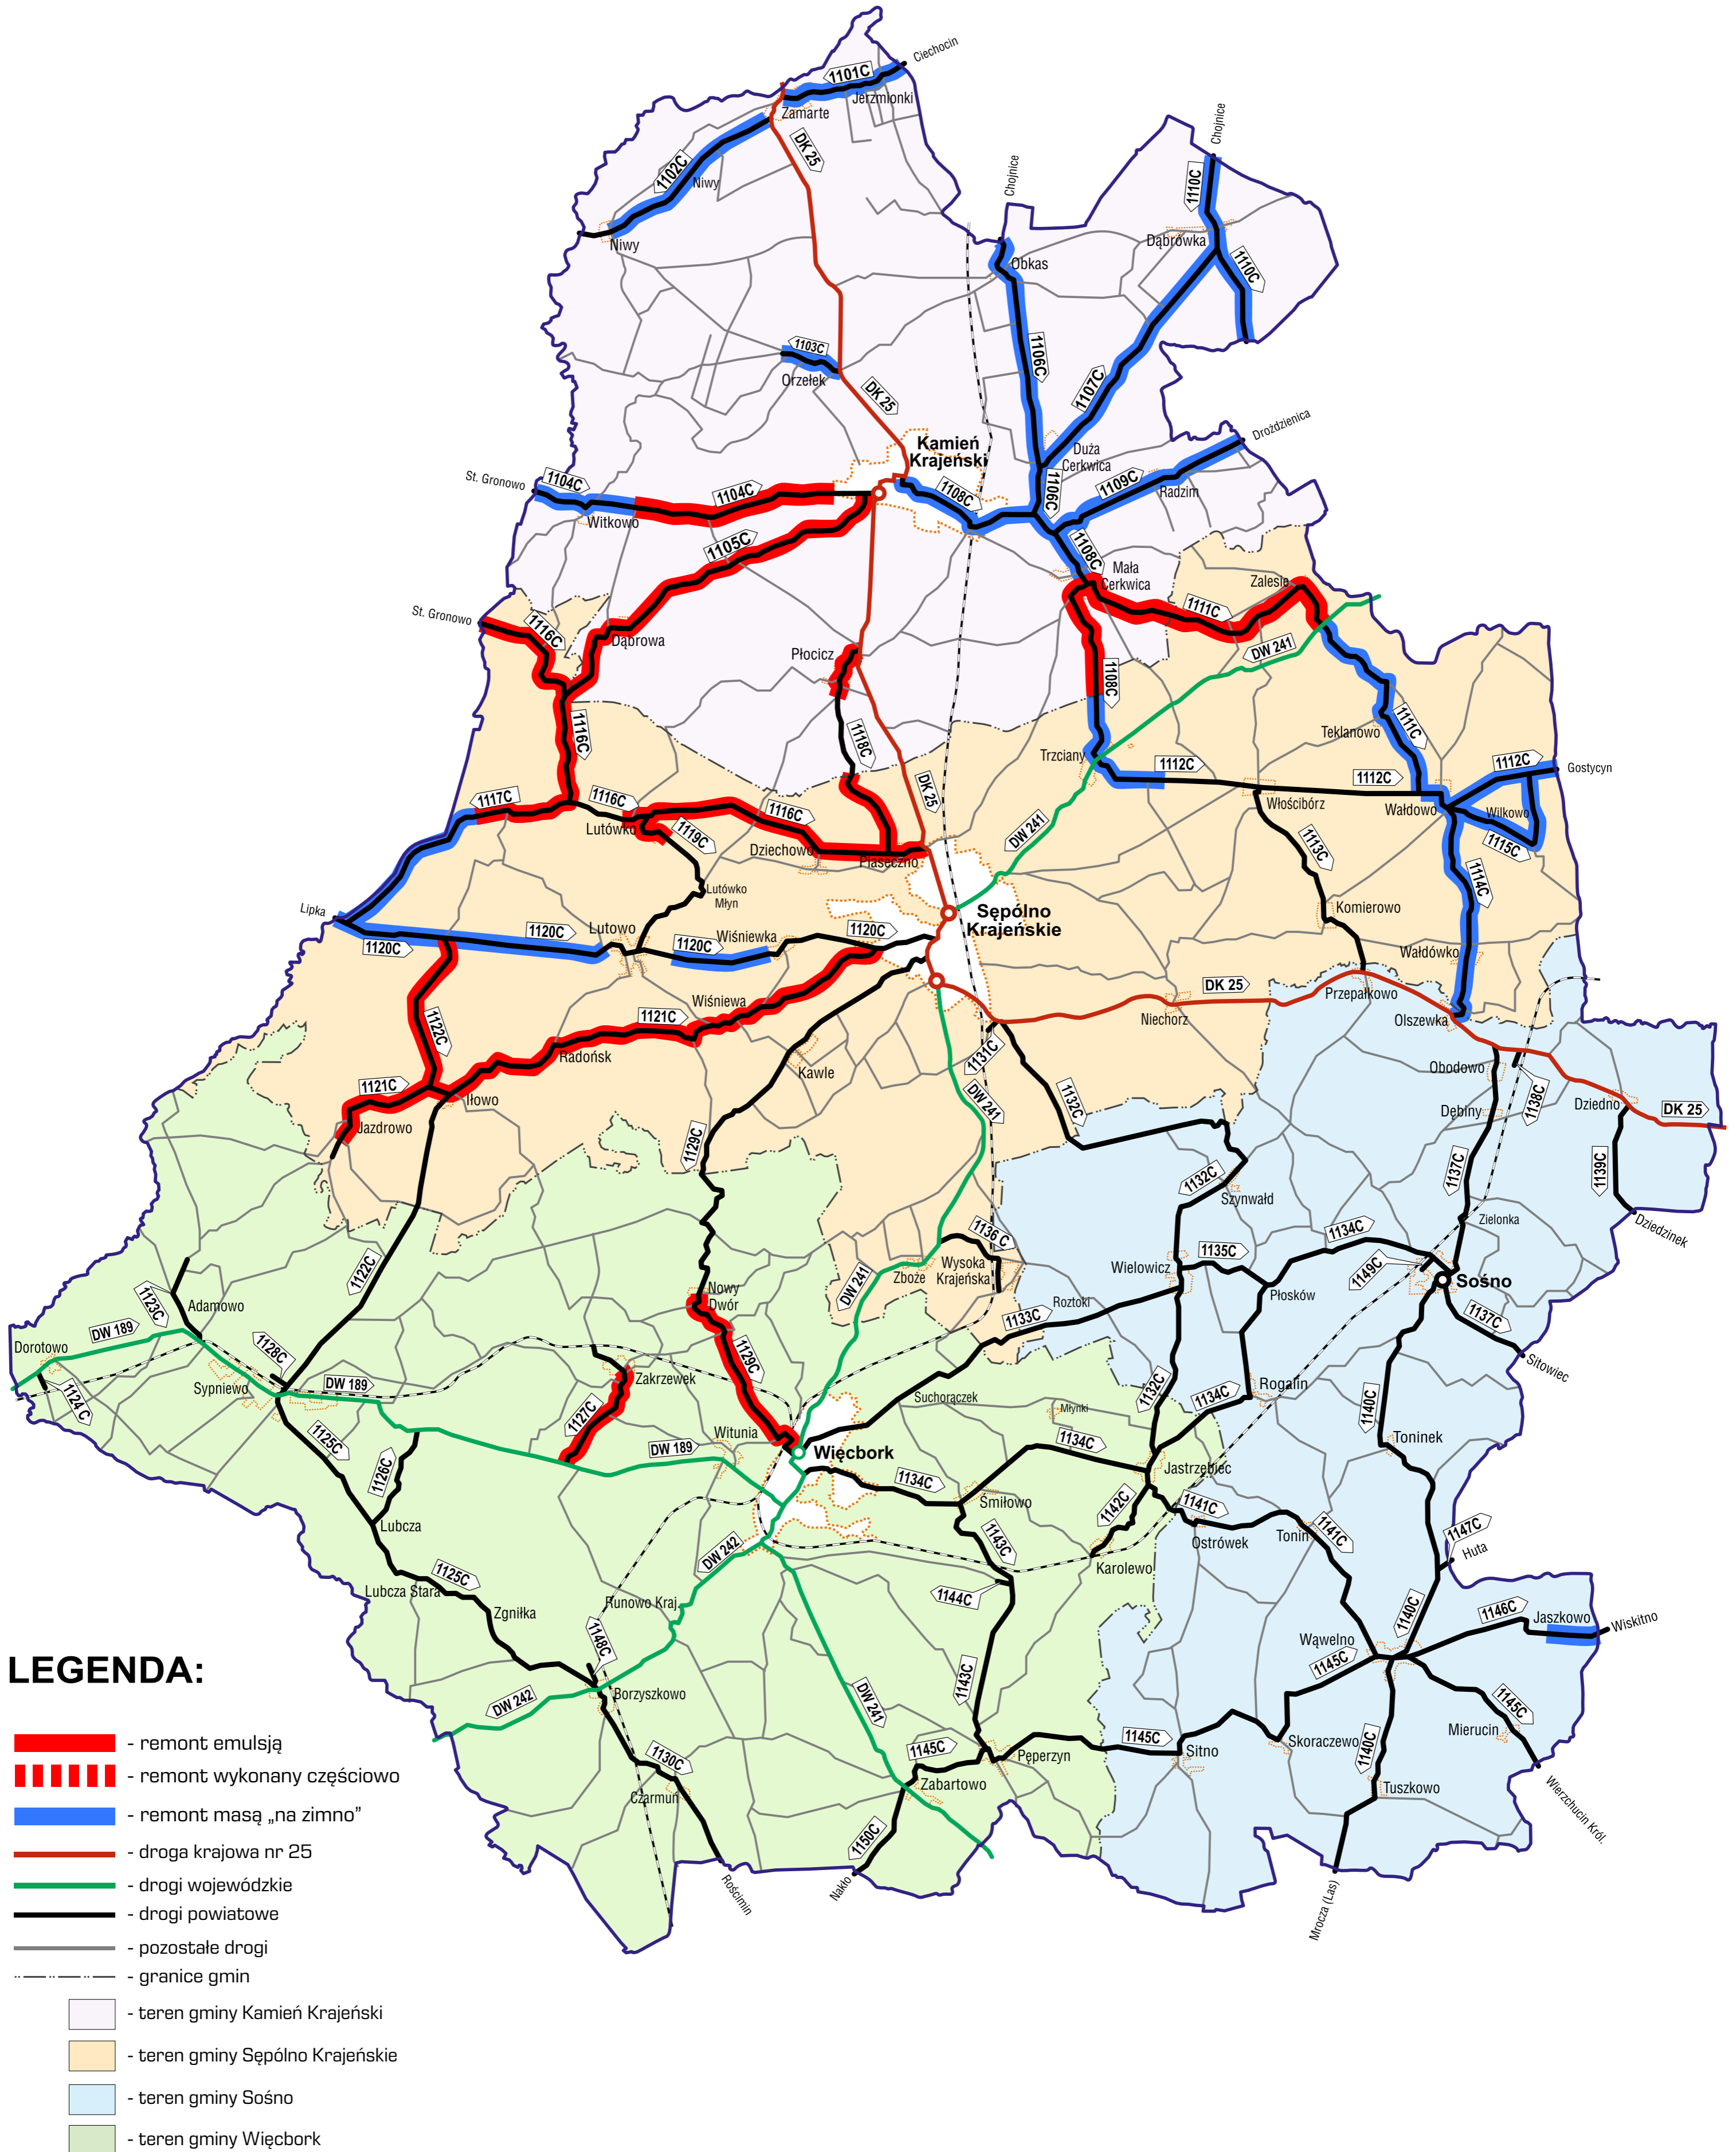 Ciechocin
1101C
Jerzmionki
Zamarte
DK 25
1102C
Niwy
Niwy
Chojnice
Chojnice
1110C
Dąbrówka
1110C
Obkas
1103C
Orzełek
DK 25
1106C
1107C
Kamień
Krajeński
Duża
Cerkwica
Drożdzienica
St. Gronowo
1104C
1104C
Witkowo
1108C
1106C
1109C
Radzim
1105C
1108C
Mała
Cerkwica
Zalesie
St. Gronowo
1116C
Dąbrowa
Płocicz
1111C
DW 241
1108C
1116C
1118C
Teklanowo
1111C
Trzciany
1112C
1112C
1112C
Gostycyn
DK 25
1117C
1116C
1116C
Lutówko
1119C
Dziechowo
Piaseczno
DW 241
Włościbórz
Wałdowo
Wilkowo
1115C
1113C
1114C
Lutówko
Młyn
Lipka
Sępólno
Krajeńskie
Komierowo
1120C
1120C
Lutowo
1120C
Wiśniewka
1120C
Wałdówko
Wiśniewa
1121C
DK 25
Niechorz
Przepałkowo
Olszewka
1122C
Radońsk
Kawle
1131C
Obodowo
1138C
1121C
Iłowo
Jazdrowo
DW 241
1132C
Dębiny
Dziedno
DK 25
1129C
1137C
1139C
1132C
Szynwałd
Zielonka
Dziedzinek
1136 C
1134C
1135C
Wielowicz
1149C
Sośno
Zboże
Wysoka
Krajeńska
1122C
1123C
Adamowo
Nowy
Dwór
DW 241
Roztoki
1133C
Płosków
1137C
Sitowiec
DW 189
Dorotowo
1128C
1129C
1124 C
Sypniewo
DW 189
Zakrzewek
1127C
Suchorączek
Młynki
1132C
1134C
Rogalin
1140C
1125C
1126C
Witunia
DW 189
Więcbork
1134C
Toninek
1134C
Śmiłowo
Jastrzębiec
1142C
1141C
Ostrówek
Tonin
1141C
1147C
Huta
Lubcza
DW 242
1143C
Karolewo
1144C
1125C
Lubcza Stara
Zgniłka
Runowo Kraj.
1148C
1140C
1146C
Jaszkowo
Wiskitno
Wąwelno
1145C
DW 242
Borzyszkowo
DW 241
1143C
1145C
Mierucin
1130C
Czarmuń
1145C
Zabartowo
Pęperzyn
1145C
Sitno
Skoraczewo
1140C
Tuszkowo
Wierzchucin Król.
1150C
Nakło
Rościmin
Mrocza (Las)
LEGENDA:
- remont emulsją
- remont wykonany częściowo
- remont masą „na zimno”
- droga krajowa nr 25
- drogi wojewódzkie
- drogi powiatowe
- pozostałe drogi
- granice gmin
- teren gminy Kamień Krajeński
- teren gminy Sępólno Krajeńskie
- teren gminy Sośno
- teren gminy Więcbork